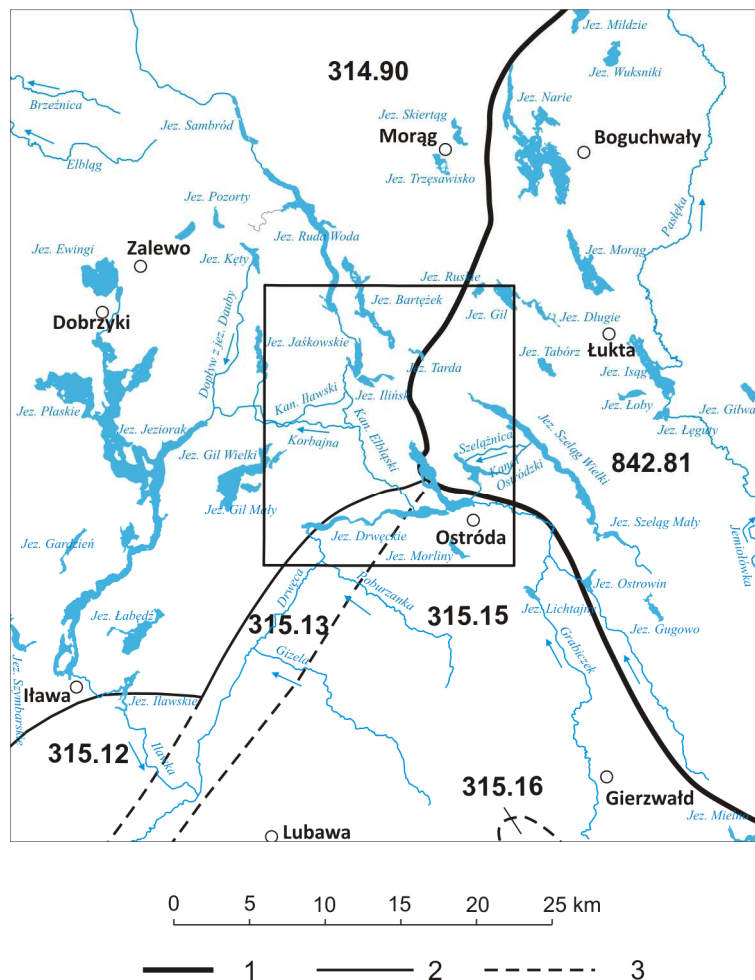 Jez. Mildzie
314.90
Jez. Wuksniki
Brzeźnica
Jez. Narie
Jez. Sambród
Jez. Skiertąg
Morąg
Boguchwały
Elbląg
Jez. Trzęsawisko
Jez. Pozorty
Pasłęka
Jez. Ruda Woda
Jez. Ewingi
Zalewo
Jez. Morąg
Jez. Kęty
Jez. Ruskie
Jez. Bartężek
Jez. Gil
Dobrzyki
Jez. Długie
Łukta
Dopływ z jez. Dauby
Jez. Jaśkowskie
Jez. Tabórz
Jez. Tarda
Jez. Isąg
Jez. Płaskie
Kan. Iławski
Jez. Ilińsk
Jez. Łoby
Jez. Giłwa
Jez. Jeziorak
Kan. Elbląski
Jez. Szeląg Wielki
Jez. Łęguty
Korbajna
Szelążnica
Jez. Gil Wielki
Kanał Ostródzki
842.81
Jez. Gil Mały
Jez. Szeląg Mały
Jez. Drwęckie
Ostróda
Jez. Gardzień
Jez. Morliny
Jemiołówka
Drwęca
Poburzanka
Jez. Ostrowin
315.15
Jez. Lichtajny
Jez. Łabędź
315.13
Jez. Gugowo
Gizela
Grabiczek
Jez. Szymbarskie
Iława
Jez. Iławskie
315.12
Iławka
315.16
Gierzwałd
Jez. Mielno
Lubawa
0 5 10 15 20 25 km
1 2 3